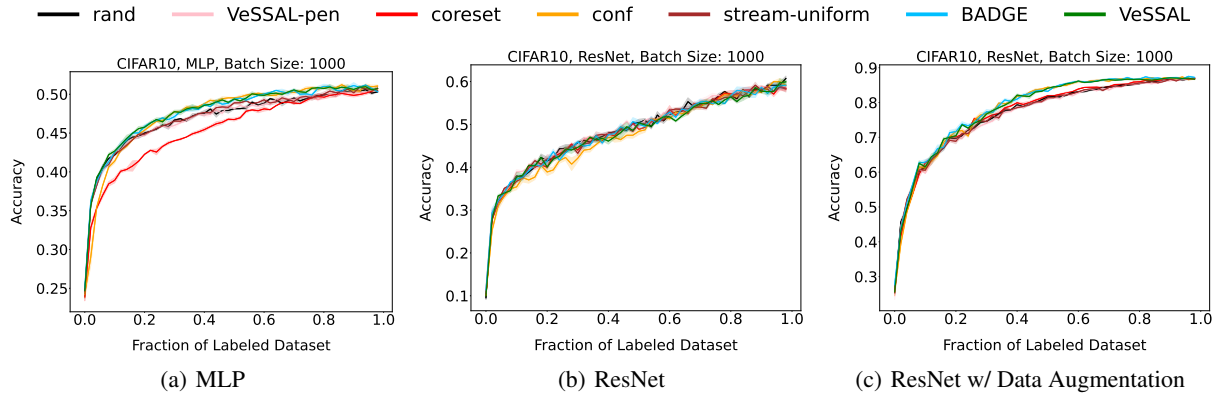 rand VeSSAL-pen coreset conf stream-uniform BADGE VeSSAL
CIFAR10, MLP, Batch Size: 1000
0.50
0.45
0.40
0.35
0.30
0.25
Accuracy
0.0 0.2 0.4 0.6 0.8 1.0
Fraction of Labeled Dataset
(a) MLP
CIFAR10, ResNet, Batch Size: 1000
0.6
0.5
0.4
0.3
0.2
0.1
Accuracy
0.0 0.2 0.4 0.6 0.8 1.0
Fraction of Labeled Dataset
(b) ResNet
CIFAR10, ResNet, Batch Size: 1000
0.9
0.8
0.7
0.6
0.5
0.4
0.3
Accuracy
0.0 0.2 0.4 0.6 0.8 1.0
Fraction of Labeled Dataset
(c) ResNet w/ Data Augmentation